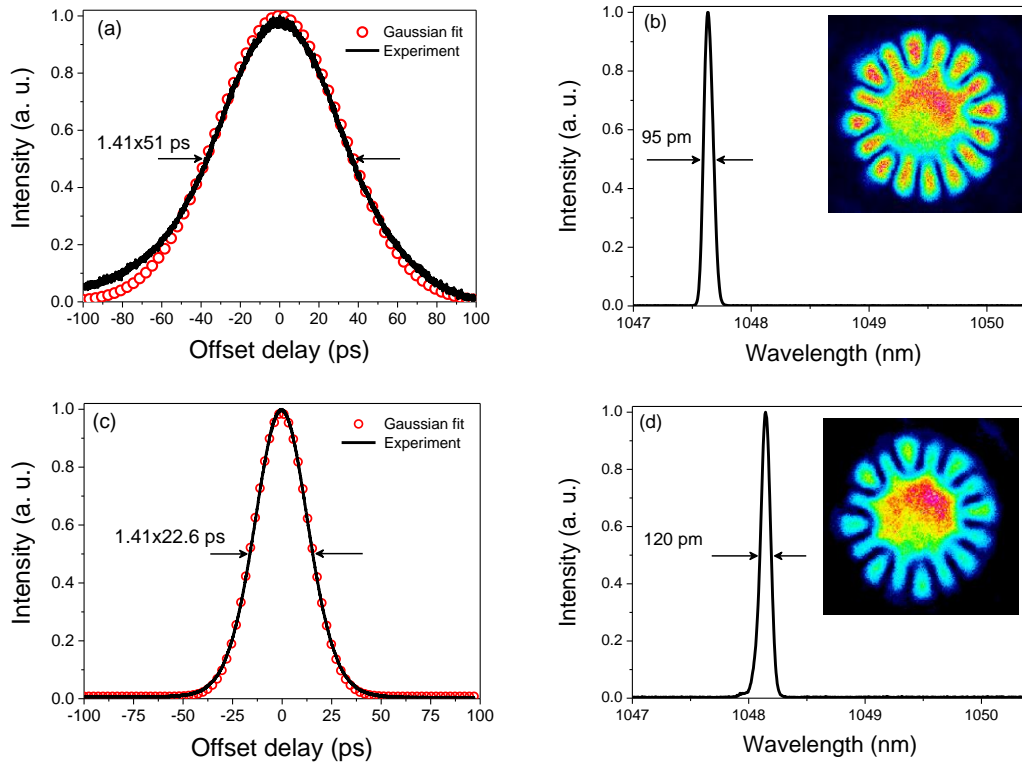 (a)
Gaussian fit
Experiment
1.41x51 ps
Intensity (a. u.)
1.0
0.8
0.6
0.4
0.2
0.0
-100 -80 -60 -40 -20 0 20 40 60 80 100
Offset delay (ps)
(b)
95 pm
Intensity (a. u.)
1.0
0.8
0.6
0.4
0.2
0.0
1047 1048 1049 1050
Wavelength (nm)
(c)
Gaussian fit
Experiment
1.41x22.6 ps
Intensity (a. u.)
1.0
0.8
0.6
0.4
0.2
0.0
-100 -75 -50 -25 0 25 50 75 100
Offset delay (ps)
(d)
120 pm
Intensity (a. u.)
1.0
0.8
0.6
0.4
0.2
0.0
1047 1048 1049 1050
Wavelength (nm)